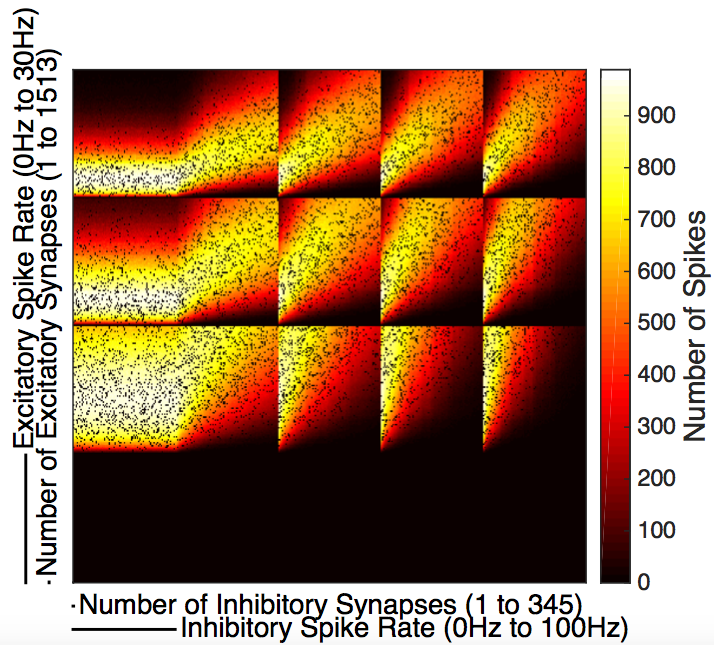 Excitatory Spike Rate (0Hz to 30Hz)
·Number of Excitatory Synapses (1 to 1513)
900
800
700
600
500
400
300
200
100
0
Number of Spikes
·Number of Inhibitory Synapses (1 to 345)
Inhibitory Spike Rate (0Hz to 100Hz)